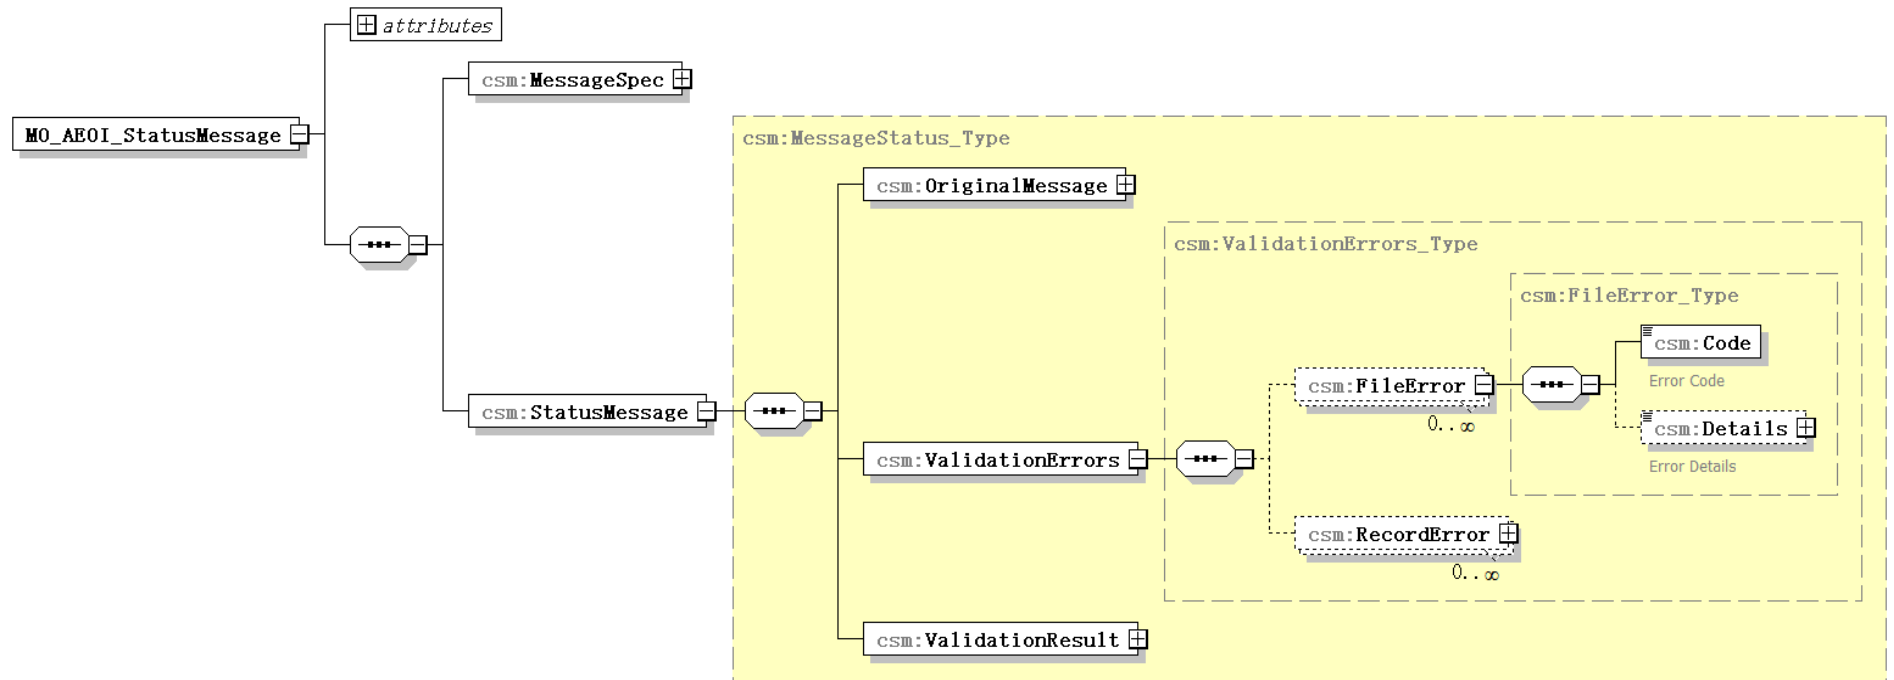 attributes
csm:MessageSpec
MO_AEOI_StatusMessage
csm:MessageStatus_Type
csm:OriginalMessage
csm:ValidationErrors_Type
csm:FileError_Type
csm:Code
Error Code
csm:FileError
0..∞
csm:Details
Error Details
csm:StatusMessage
csm:ValidationErrors
csm:RecordError
0..∞
csm:ValidationResult